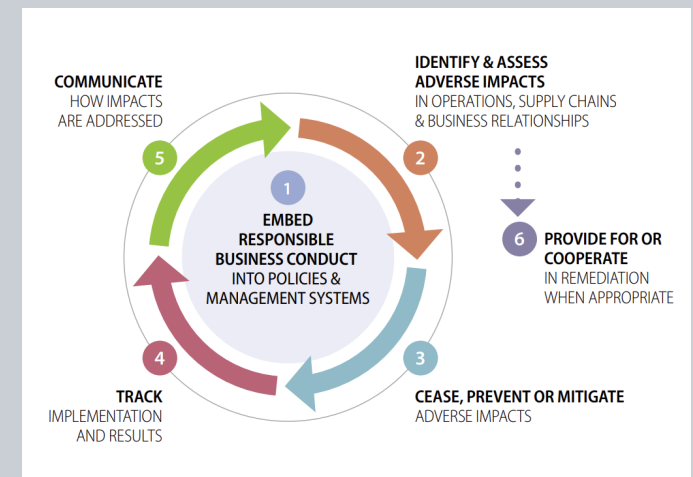 1
EMBED
RESPONSIBLE
BUSINESS CONDUCT
INTO POLICIES &
MANAGEMENT SYSTEMS
IDENTIFY & ASSESS
ADVERSE IMPACTS
IN OPERATIONS, SUPPLY CHAINS
& BUSINESS RELATIONSHIPS
2
3
CEASE, PREVENT OR MITIGATE
ADVERSE IMPACTS
4
TRACK
IMPLEMENTATION
AND RESULTS
COMMUNICATE
HOW IMPACTS
ARE ADDRESSED
5
6
PROVIDE FOR OR
COOPERATE
IN REMEDIATION
WHEN APPROPRIATE